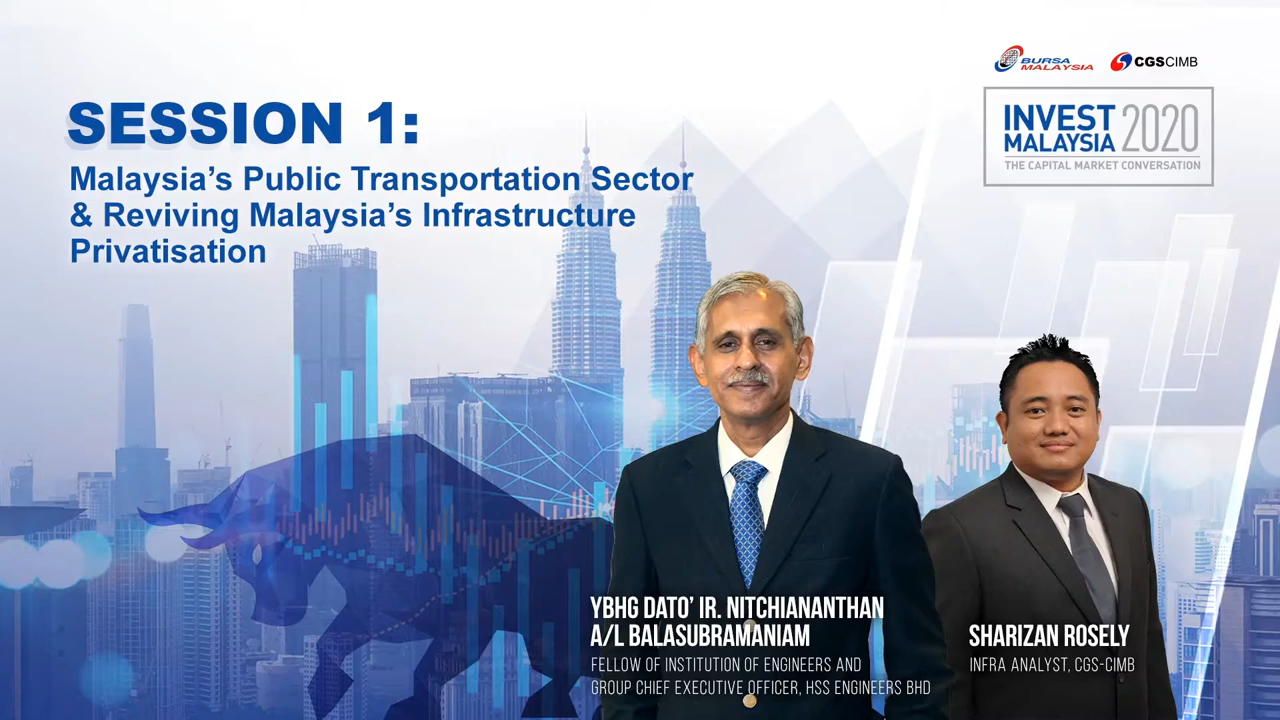 BURSA
MALAYSIA
CGSCIMB
INVEST
MALAYSIA 2020
THE CAPITAL MARKET CONVERSATION
SESSION 1:
Malaysia's Public Transportation Sector
& Reviving Malaysia's Infrastructure
Privatisation
YBHG DATO' IR. NITCHIANANTHAN
A/L BALASUBRAMANIAM
FELLOW OF INSTITUTION OF ENGINEERS AND
GROUP CHIEF EXECUTIVE OFFICER, HSS ENGINEERS BHD
SHARIZAN ROSELY
INFRA ANALYST, CGS-CIMB